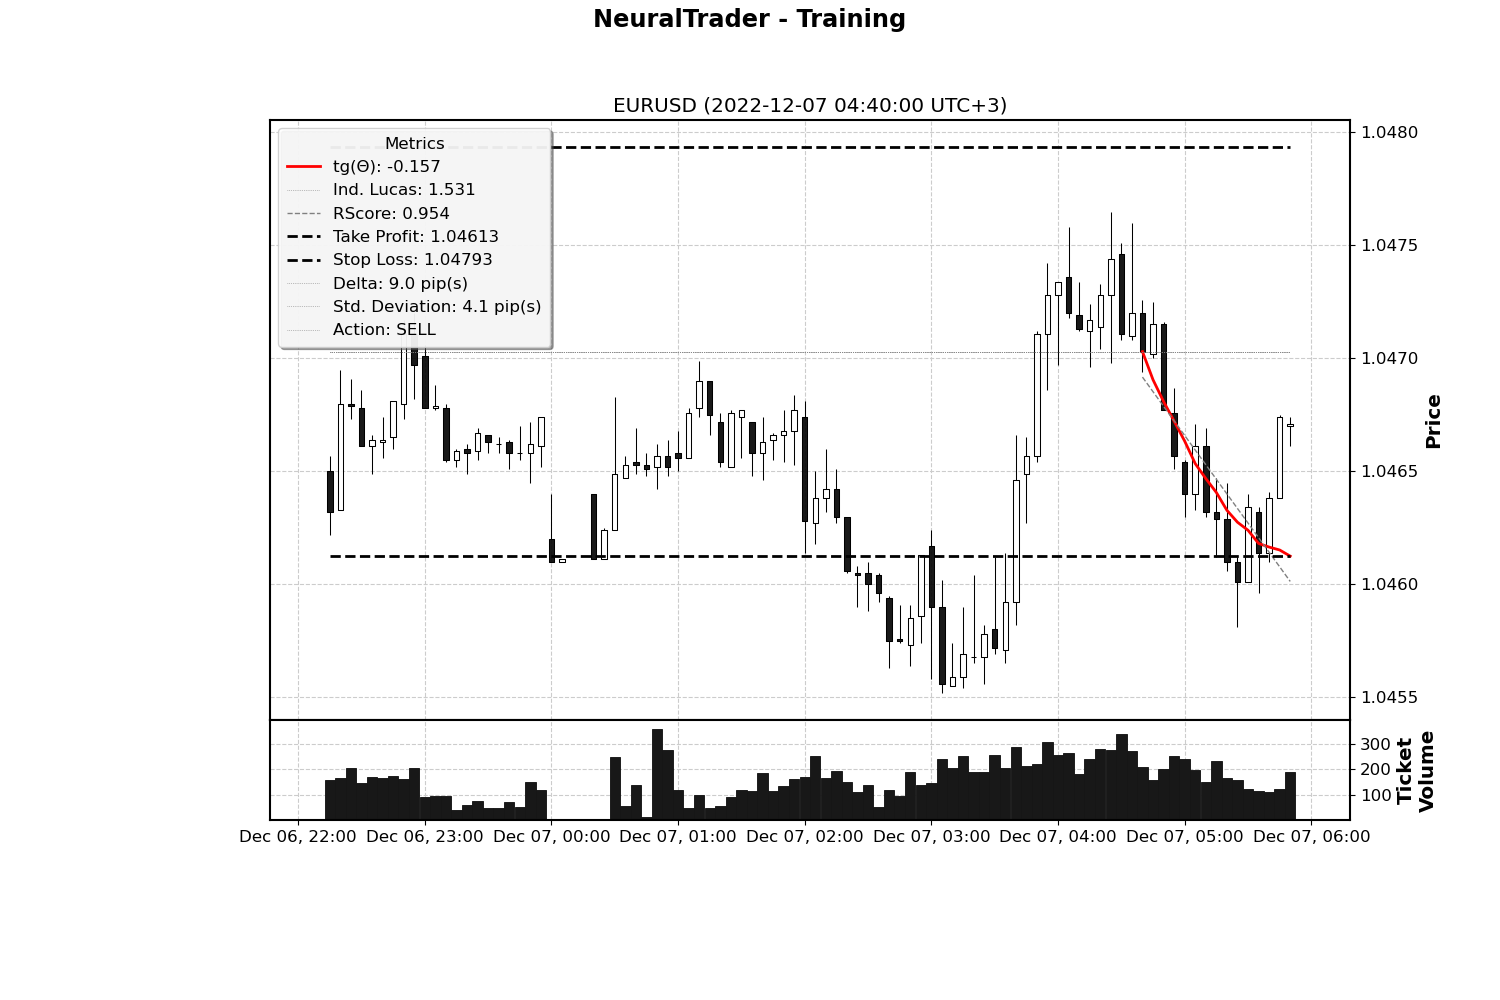 NeuralTrader - Training
EURUSD (2022-12-07 04:40:00 UTC+3)
Metrics
tg(Θ): -0.157
Ind. Lucas: 1.531
RScore: 0.954
Take Profit: 1.04613
Stop Loss: 1.04793
Delta: 9.0 pip(s)
Std. Deviation: 4.1 pip(s)
Action: SELL
1.0480
1.0475
1.0470
1.0465
1.0460
1.0455
Price
300
200
100
Ticket
Volume
Dec 06, 22:00 Dec 06, 23:00 Dec 07, 00:00 Dec 07, 01:00 Dec 07, 02:00 Dec 07, 03:00 Dec 07, 04:00 Dec 07, 05:00 Dec 07, 06:00